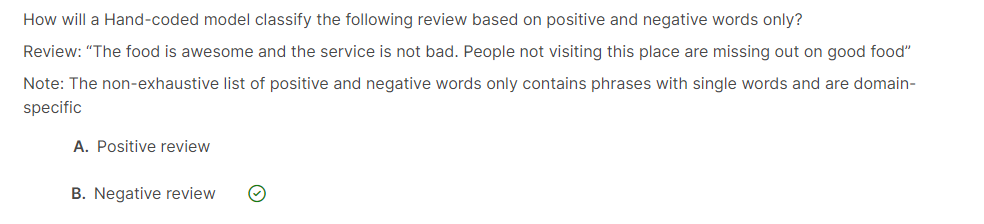 How will a Hand-coded model classify the following review based on positive and negative words only?
Review: “The food is awesome and the service is not bad. People not visiting this place are missing out on good food”
Note: The non-exhaustive list of positive and negative words only contains phrases with single words and are domain-
specific
A. Positive review
B. Negative review